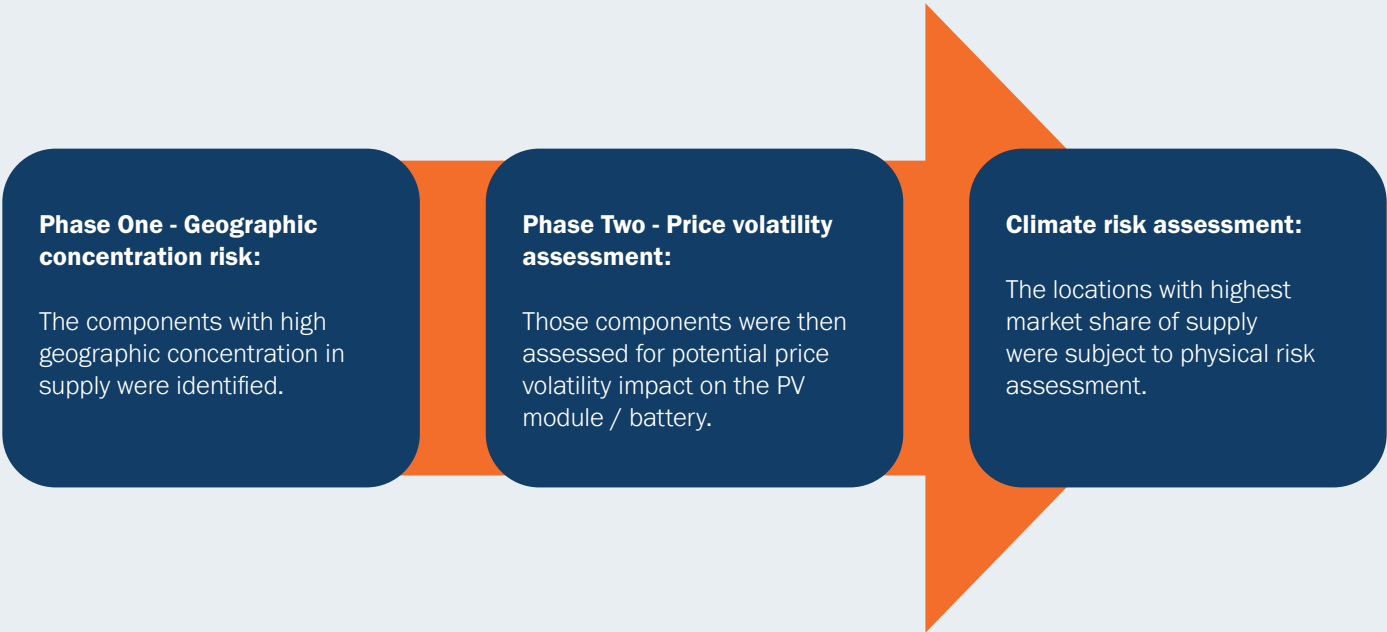 Phase One - Geographic
concentration risk:
The components with high
geographic concentration in
supply were identified.
Phase Two - Price volatility
assessment:
Those components were then
assessed for potential price
volatility impact on the PV
module / battery.
Climate risk assessment:
The locations with highest
market share of supply
were subject to physical risk
assessment.